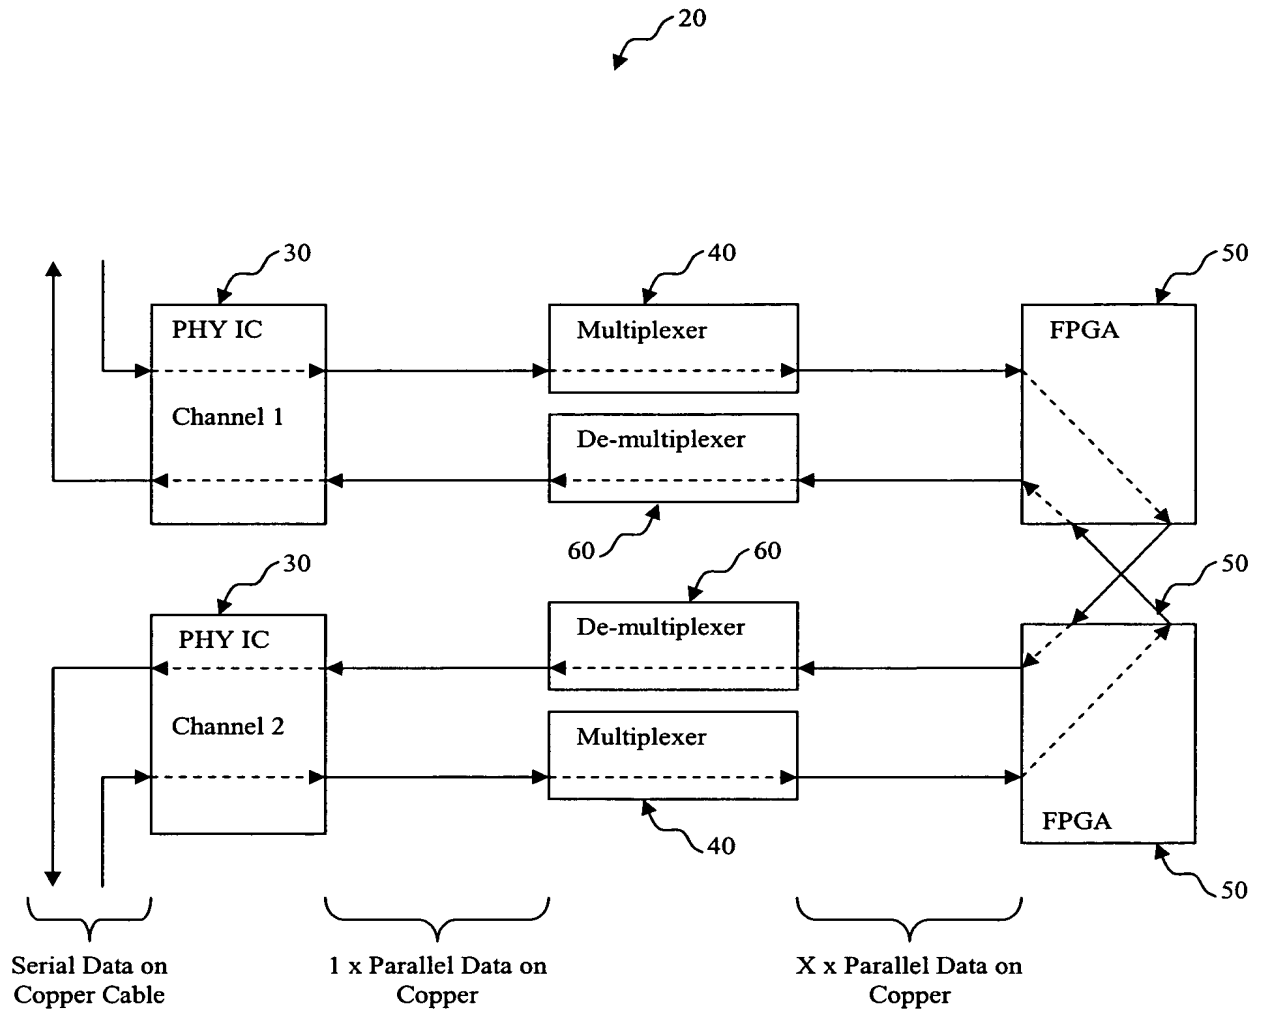 20
30
40
50
PHY IC
Multiplexer
FPGA
Channel 1
De-multiplexer
60
60
30
50
De-multiplexer
PHY IC
Channel 2
Multiplexer
FPGA
40
50
Serial Data on
Copper Cable
1 x Parallel Data on
Copper
X x Parallel Data on
Copper